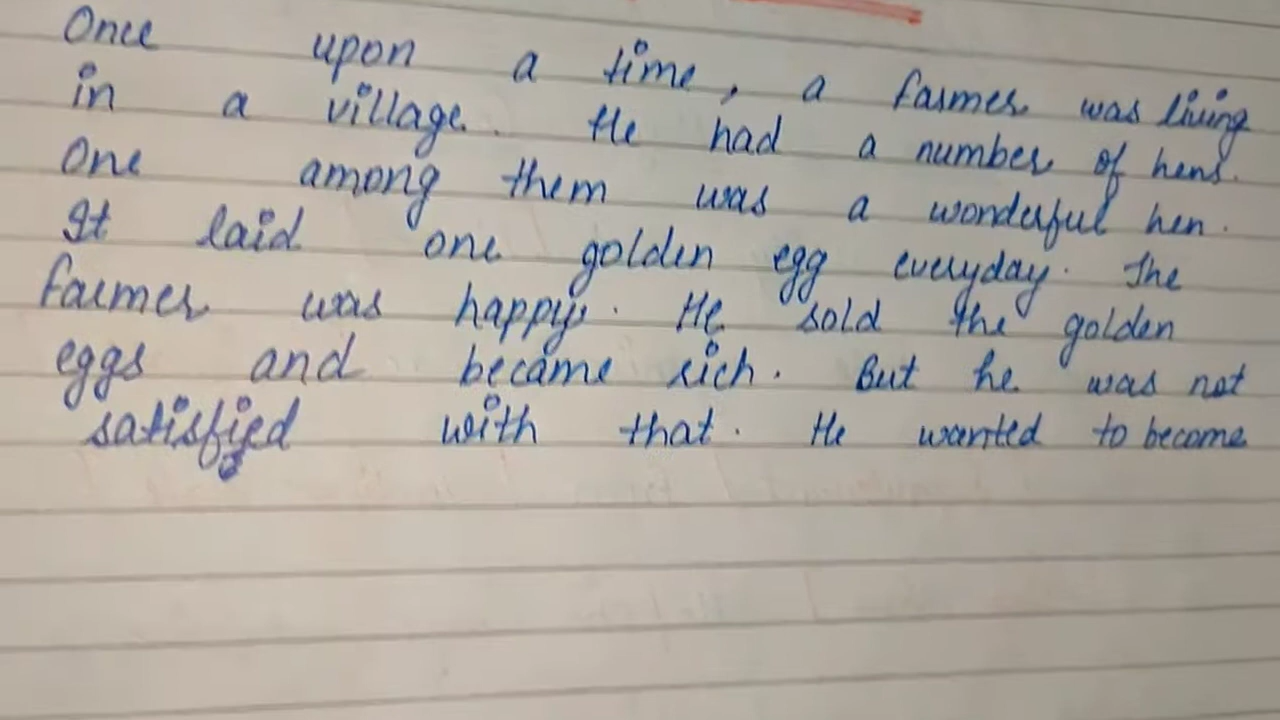 Once upon a time, a farmer was living
in a village. He had a number of hens.
One among them was a wonderful hen.
It laid one golden egg everyday. The
farmer was happy. He sold the golden
eggs and became rich. But he was not
satisfied with that. He wanted to become